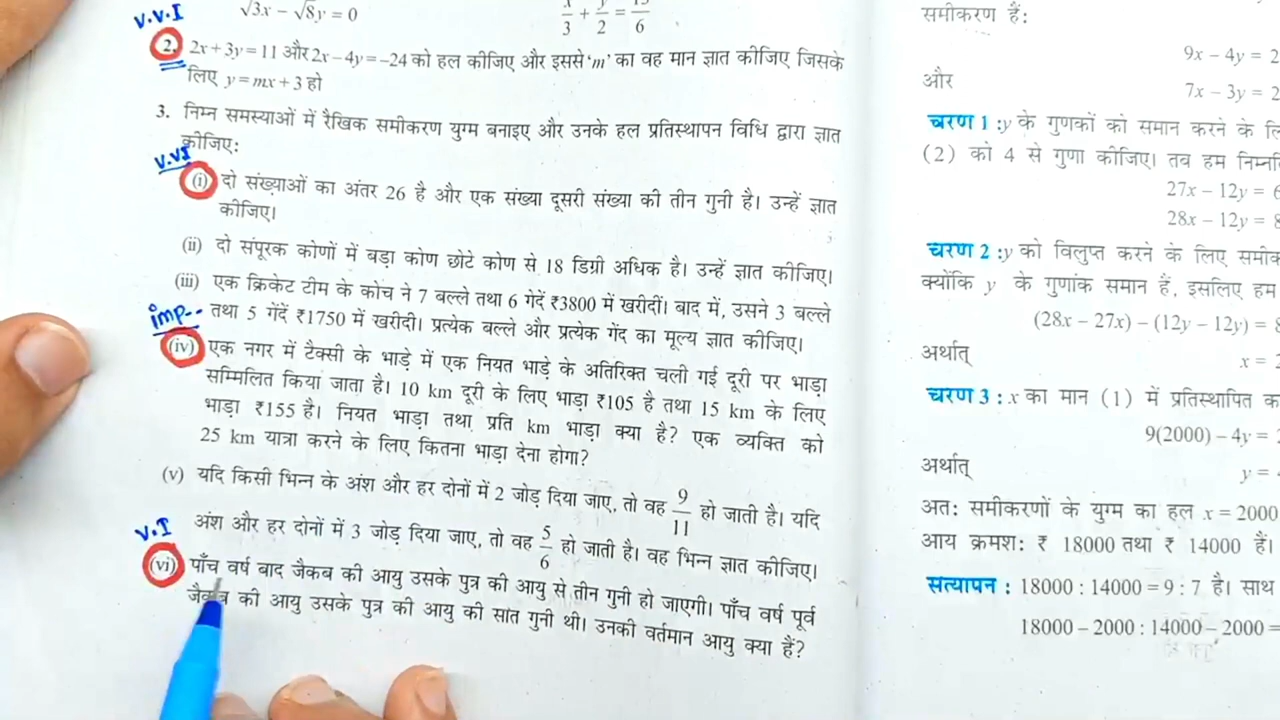 √3x − √8y = 0
x/3 + y/2 = 13/6
V.V.I
2. 2x + 3y = 11 और 2x − 4y = −24 को हल कीजिए और इससे ‘m’ का वह मान ज्ञात कीजिए जिसके
लिए y = mx + 3 हो
3. निम्न समस्याओं में रैखिक समीकरण युग्म बनाइए और उनके हल प्रतिस्थापन विधि द्वारा ज्ञात
कीजिए:
V.VI
(i) दो संख्याओं का अंतर 26 है और एक संख्या दूसरी संख्या की तीन गुनी है। उन्हें ज्ञात
कीजिए।
(ii) दो संपूरक कोणों में बड़ा कोण छोटे कोण से 18 डिग्री अधिक है। उन्हें ज्ञात कीजिए।
(iii) एक क्रिकेट टीम के कोच ने 7 बल्ले तथा 6 गेंदें ₹3800 में खरीदीं। बाद में, उसने 3 बल्ले
तथा 5 गेंदें ₹1750 में खरीदी। प्रत्येक बल्ले और प्रत्येक गेंद का मूल्य ज्ञात कीजिए।
imp--
(iv) एक नगर में टैक्सी के भाड़े में एक नियत भाड़े के अतिरिक्त चली गई दूरी पर भाड़ा
सम्मिलित किया जाता है। 10 km दूरी के लिए भाड़ा ₹105 है तथा 15 km के लिए
भाड़ा ₹155 है। नियत भाड़ा तथा प्रति km भाड़ा क्या है? एक व्यक्ति को
25 km यात्रा करने के लिए कितना भाड़ा देना होगा?
(v) यदि किसी भिन्न के अंश और हर दोनों में 2 जोड़ दिया जाए, तो वह 9/11 हो जाती है। यदि
अंश और हर दोनों में 3 जोड़ दिया जाए, तो वह 5/6 हो जाती है। वह भिन्न ज्ञात कीजिए।
V.I
(vi) पाँच वर्ष बाद जैकब की आयु उसके पुत्र की आयु से तीन गुनी हो जाएगी। पाँच वर्ष पूर्व
जैकब की आयु उसके पुत्र की आयु की सात गुनी थी। उनकी वर्तमान आयु क्या हैं?
समीकरण हैं:
9x − 4y = 2
और
7x − 3y = 2
चरण 1 : y के गुणकों को समान करने के
(2) को 4 से गुणा कीजिए। तब हम
27x − 12y =
28x − 12y =
चरण 2 : y को विलुप्त करने के लिए
क्योंकि y के गुणांक समान हैं, इसलिए हम
(28x − 27x) − (12y − 12y) =
अर्थात्
x = 2
चरण 3 : x का मान (1) में प्रतिस्थापित
9(2000) − 4y =
अर्थात्
y =
अत: समीकरणों के युग्म का हल x = 2000
आय क्रमश: ₹ 18000 तथा ₹ 14000 हैं।
सत्यापन : 18000 : 14000 = 9 : 7 है। साथ
18000 − 2000 : 14000 − 2000 =